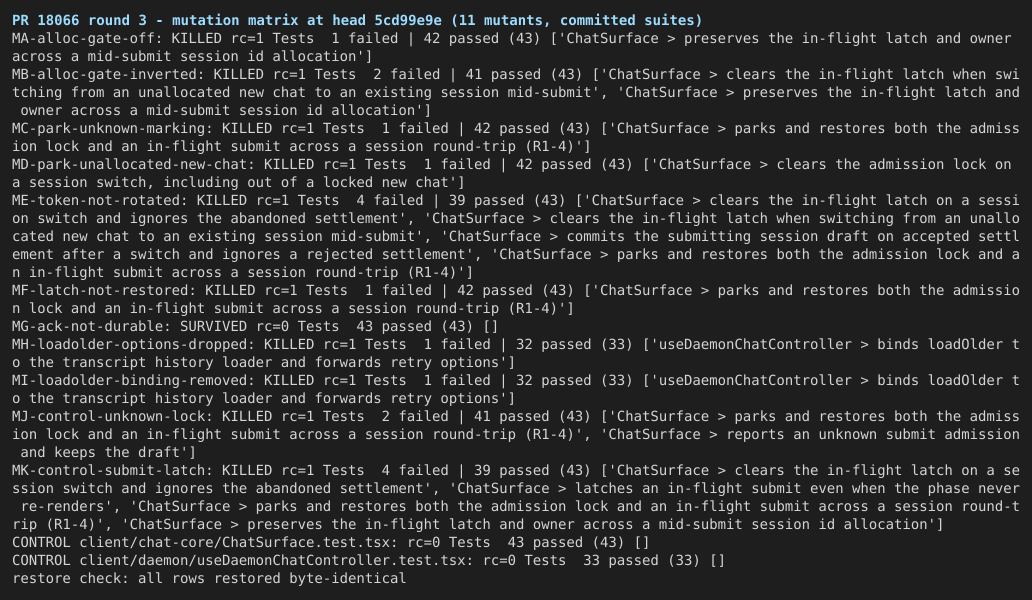 PR 18066 round 3 - mutation matrix at head 5cd99e9e (11 mutants, committed suites)
MA-alloc-gate-off: KILLED rc=1 Tests  1 failed | 42 passed (43) ['ChatSurface > preserves the in-flight latch and owner
across a mid-submit session id allocation']
MB-alloc-gate-inverted: KILLED rc=1 Tests  2 failed | 41 passed (43) ['ChatSurface > clears the in-flight latch when swi
tching from an unallocated new chat to an existing session mid-submit', 'ChatSurface > preserves the in-flight latch and
 owner across a mid-submit session id allocation']
MC-park-unknown-marking: KILLED rc=1 Tests  1 failed | 42 passed (43) ['ChatSurface > parks and restores both the admiss
ion lock and an in-flight submit across a session round-trip (R1-4)']
MD-park-unallocated-new-chat: KILLED rc=1 Tests  1 failed | 42 passed (43) ['ChatSurface > clears the admission lock on
a session switch, including out of a locked new chat']
ME-token-not-rotated: KILLED rc=1 Tests  4 failed | 39 passed (43) ['ChatSurface > clears the in-flight latch on a sessi
on switch and ignores the abandoned settlement', 'ChatSurface > clears the in-flight latch when switching from an unallo
cated new chat to an existing session mid-submit', 'ChatSurface > commits the submitting session draft on accepted settl
ement after a switch and ignores a rejected settlement', 'ChatSurface > parks and restores both the admission lock and a
n in-flight submit across a session round-trip (R1-4)']
MF-latch-not-restored: KILLED rc=1 Tests  1 failed | 42 passed (43) ['ChatSurface > parks and restores both the admissio
n lock and an in-flight submit across a session round-trip (R1-4)']
MG-ack-not-durable: SURVIVED rc=0 Tests  43 passed (43) []
MH-loadolder-options-dropped: KILLED rc=1 Tests  1 failed | 32 passed (33) ['useDaemonChatController > binds loadOlder t
o the transcript history loader and forwards retry options']
MI-loadolder-binding-removed: KILLED rc=1 Tests  1 failed | 32 passed (33) ['useDaemonChatController > binds loadOlder t
o the transcript history loader and forwards retry options']
MJ-control-unknown-lock: KILLED rc=1 Tests  2 failed | 41 passed (43) ['ChatSurface > parks and restores both the admiss
ion lock and an in-flight submit across a session round-trip (R1-4)', 'ChatSurface > reports an unknown submit admission
 and keeps the draft']
MK-control-submit-latch: KILLED rc=1 Tests  4 failed | 39 passed (43) ['ChatSurface > clears the in-flight latch on a se
ssion switch and ignores the abandoned settlement', 'ChatSurface > latches an in-flight submit even when the phase never
 re-renders', 'ChatSurface > parks and restores both the admission lock and an in-flight submit across a session round-t
rip (R1-4)', 'ChatSurface > preserves the in-flight latch and owner across a mid-submit session id allocation']
CONTROL client/chat-core/ChatSurface.test.tsx: rc=0 Tests  43 passed (43) []
CONTROL client/daemon/useDaemonChatController.test.tsx: rc=0 Tests  33 passed (33) []
restore check: all rows restored byte-identical